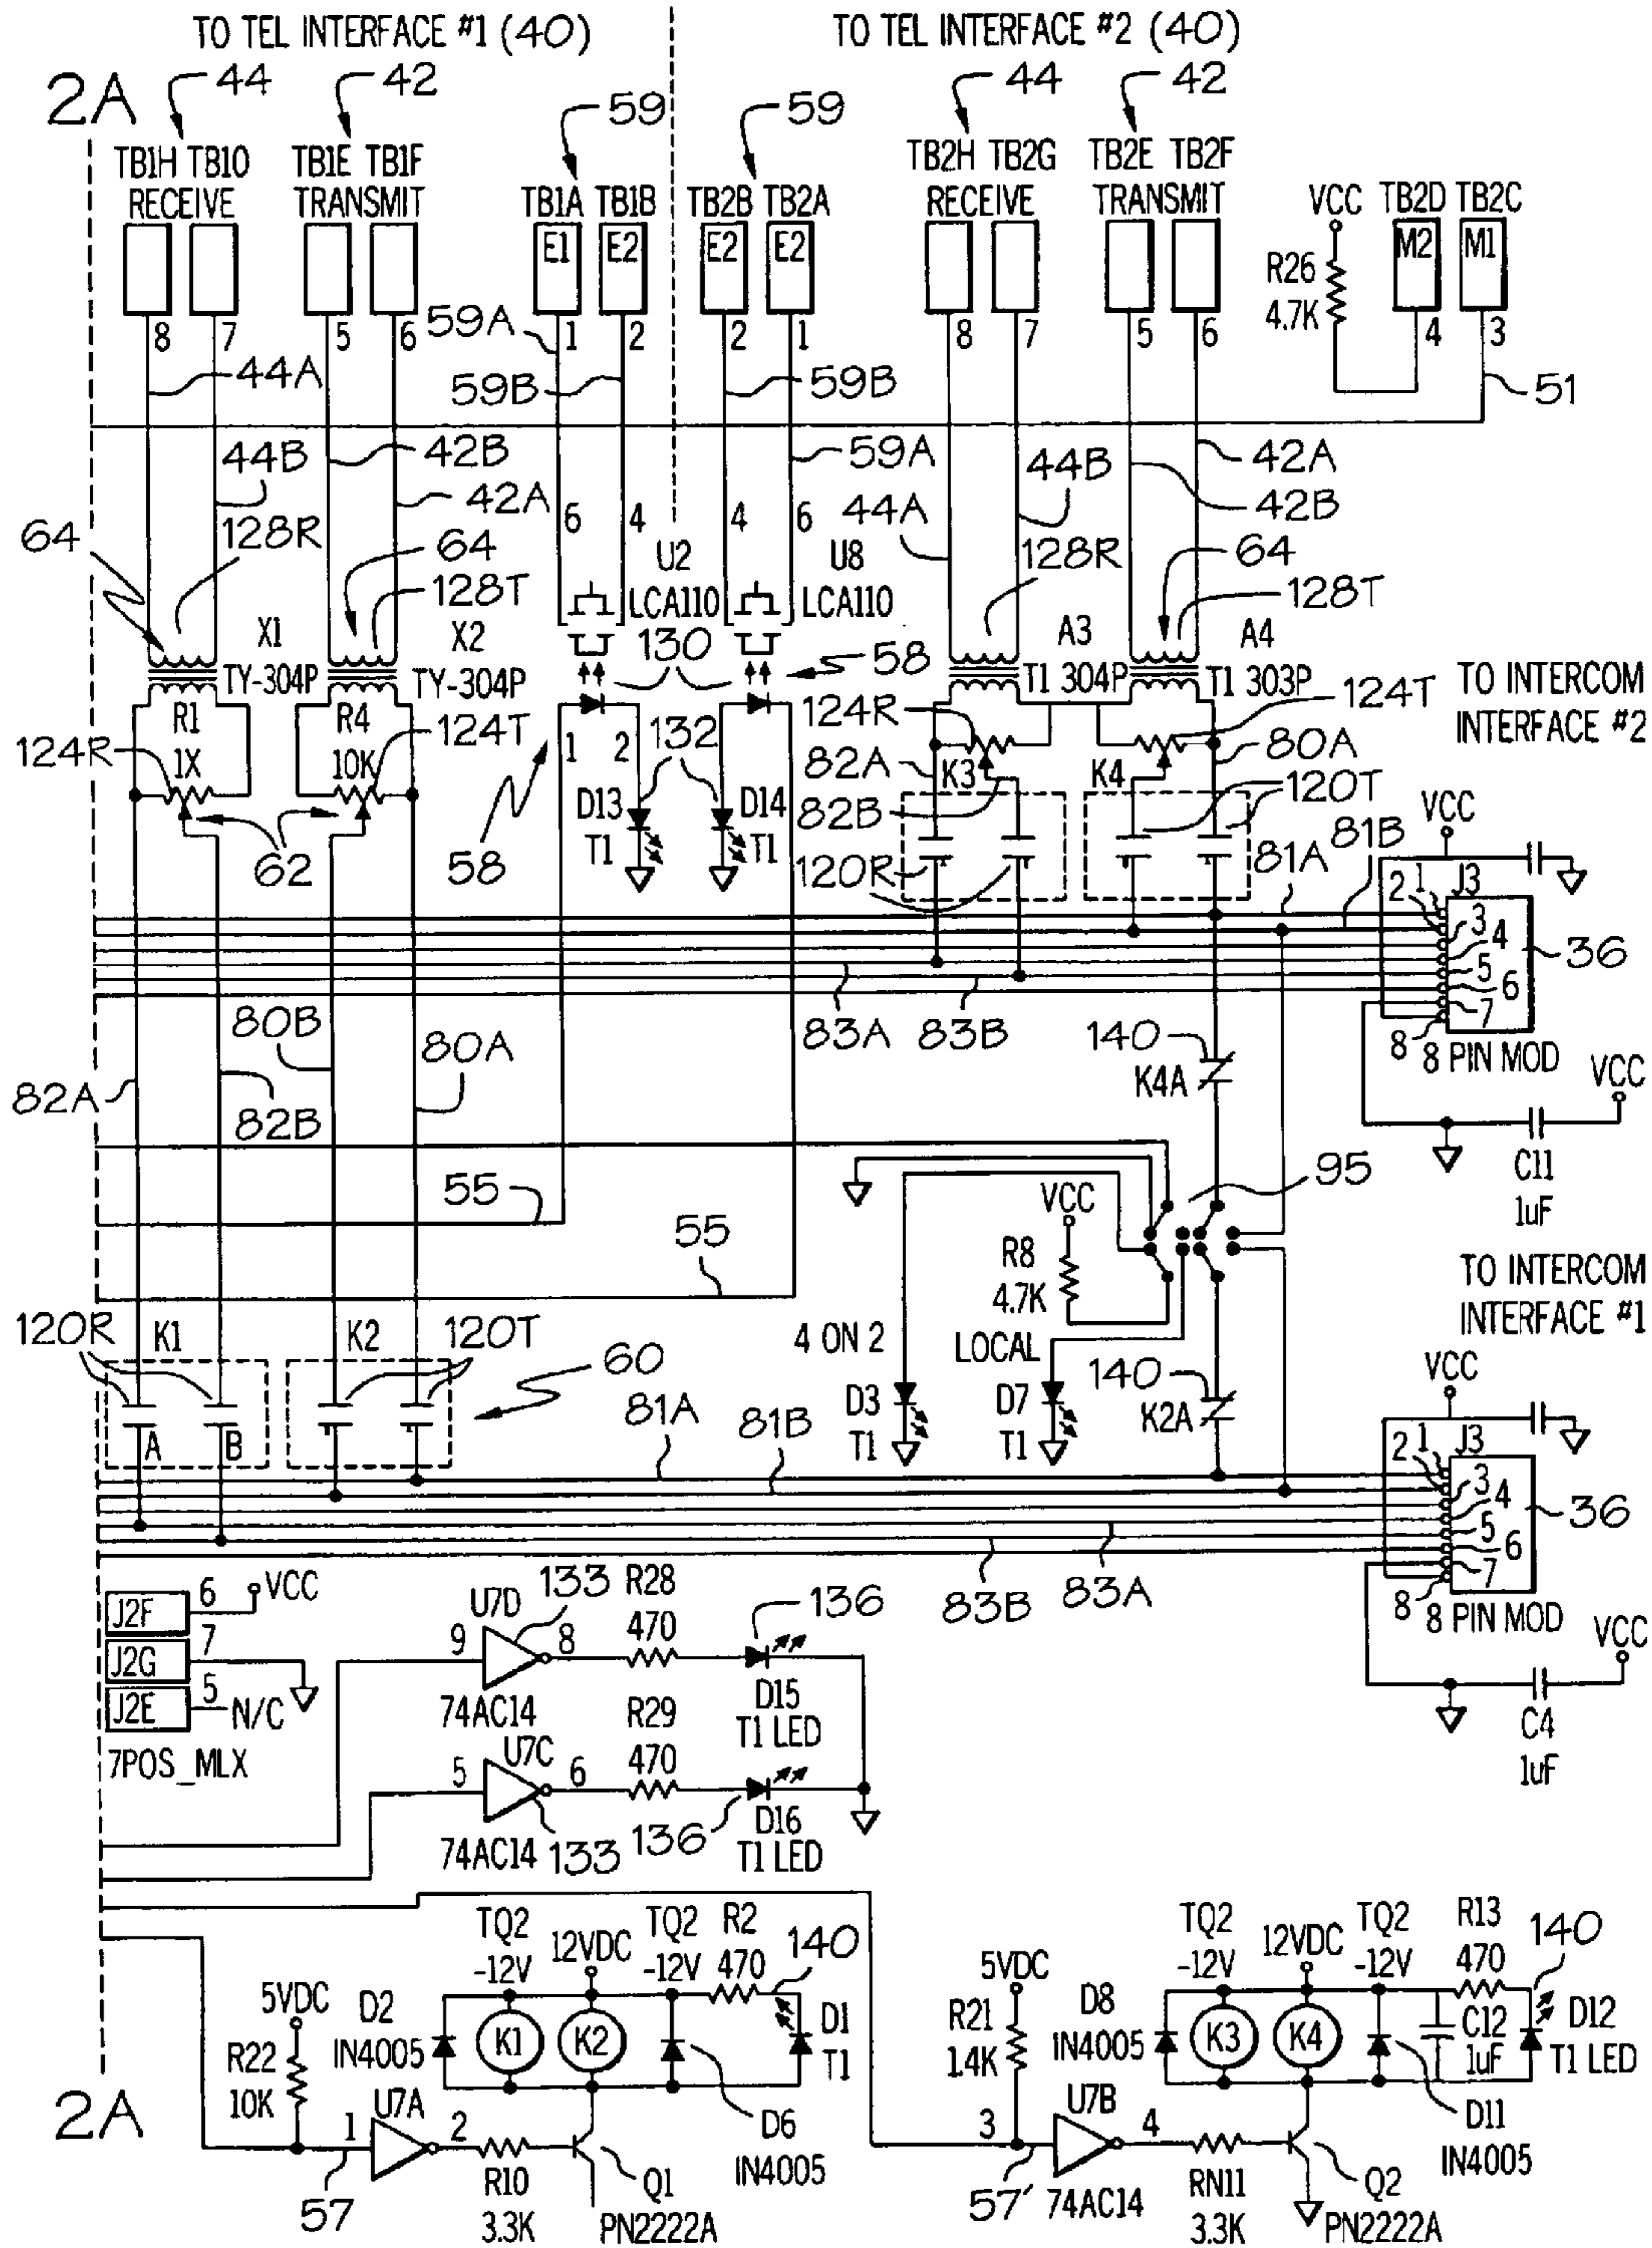 TO TEL INTERFACE #1 (40)
TO TEL INTERFACE #2 (40)
2A
44
42
59
59
44
42
TB1H TB1O
RECEIVE
TB1E TB1F
TRANSMIT
TB1A TB1B
TB2B TB2A
TB2H TB2G
RECEIVE
TB2E TB2F
TRANSMIT
VCC
TB2D TB2C
E1
E2
E2
E2
M2
M1
R26
4.7K
8
7
5
6
59A
1
2
2
1
8
7
5
6
4
3
44A
59B
59B
51
44B
42B
59A
44B
42A
42A
6
4
4
6
44A
42B
64
128R
64
U2
LCA110
U8
LCA110
128R
64
128T
128T
X1
TY-304P
X2
TY-304P
130
58
A3
T1 304P
A4
T1 303P
TO INTERCOM
INTERFACE #2
124R
R1
1X
R4
10K
124T
1
2
132
124R
124T
82A
K3
K4
80A
62
58
D13
T1
D14
T1
82B
120T
120R
81B
81A
VCC
J3
1
2
3
4
5
6
7
8
36
8 PIN MOD
80B
80A
83A
83B
140
K4A
VCC
82A
82B
C11
1uF
95
55
55
VCC
R8
4.7K
TO INTERCOM
INTERFACE #1
120R
K1
K2
120T
60
4 ON 2
LOCAL
140
K2A
D3
T1
D7
T1
A
B
81A
81B
VCC
J3
1
2
3
4
5
6
7
8
36
8 PIN MOD
83B
83A
J2F
6
VCC
J2G
7
J2E
5
N/C
7POS_MLX
U7D
133
R28
470
136
9
8
74AC14
D15
T1 LED
U7C
R29
470
5
6
74AC14
133
136
D16
T1 LED
VCC
C4
1uF
TQ2
-12V
12VDC
TQ2
-12V
R2
470
140
5VDC
D2
IN4005
K1
K2
D1
T1
R22
10K
U7A
1
2
D6
IN4005
57
R10
3.3K
Q1
PN2222A
TQ2
-12V
12VDC
TQ2
-12V
R13
470
140
5VDC
R21
1.4K
D8
IN4005
K3
K4
C12
1uF
D12
T1 LED
U7B
3
4
D11
IN4005
57'
74AC14
RN11
3.3K
Q2
PN2222A
2A